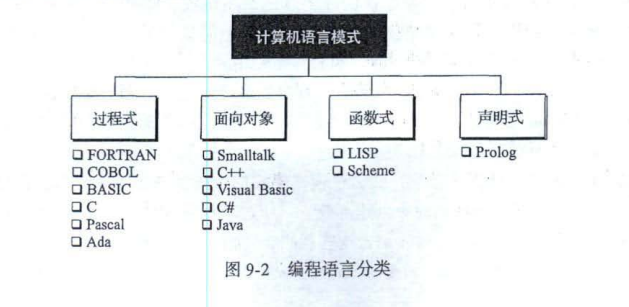 计算机语言模式
过程式
面向对象
函数式
声明式
❑ FORTRAN
❑ COBOL
❑ BASIC
❑ C
❑ Pascal
❑ Ada
❑ Smalltalk
❑ C++
❑ Visual Basic
❑ C#
❑ Java
❑ LISP
❑ Scheme
❑ Prolog
图 9-2 编程语言分类